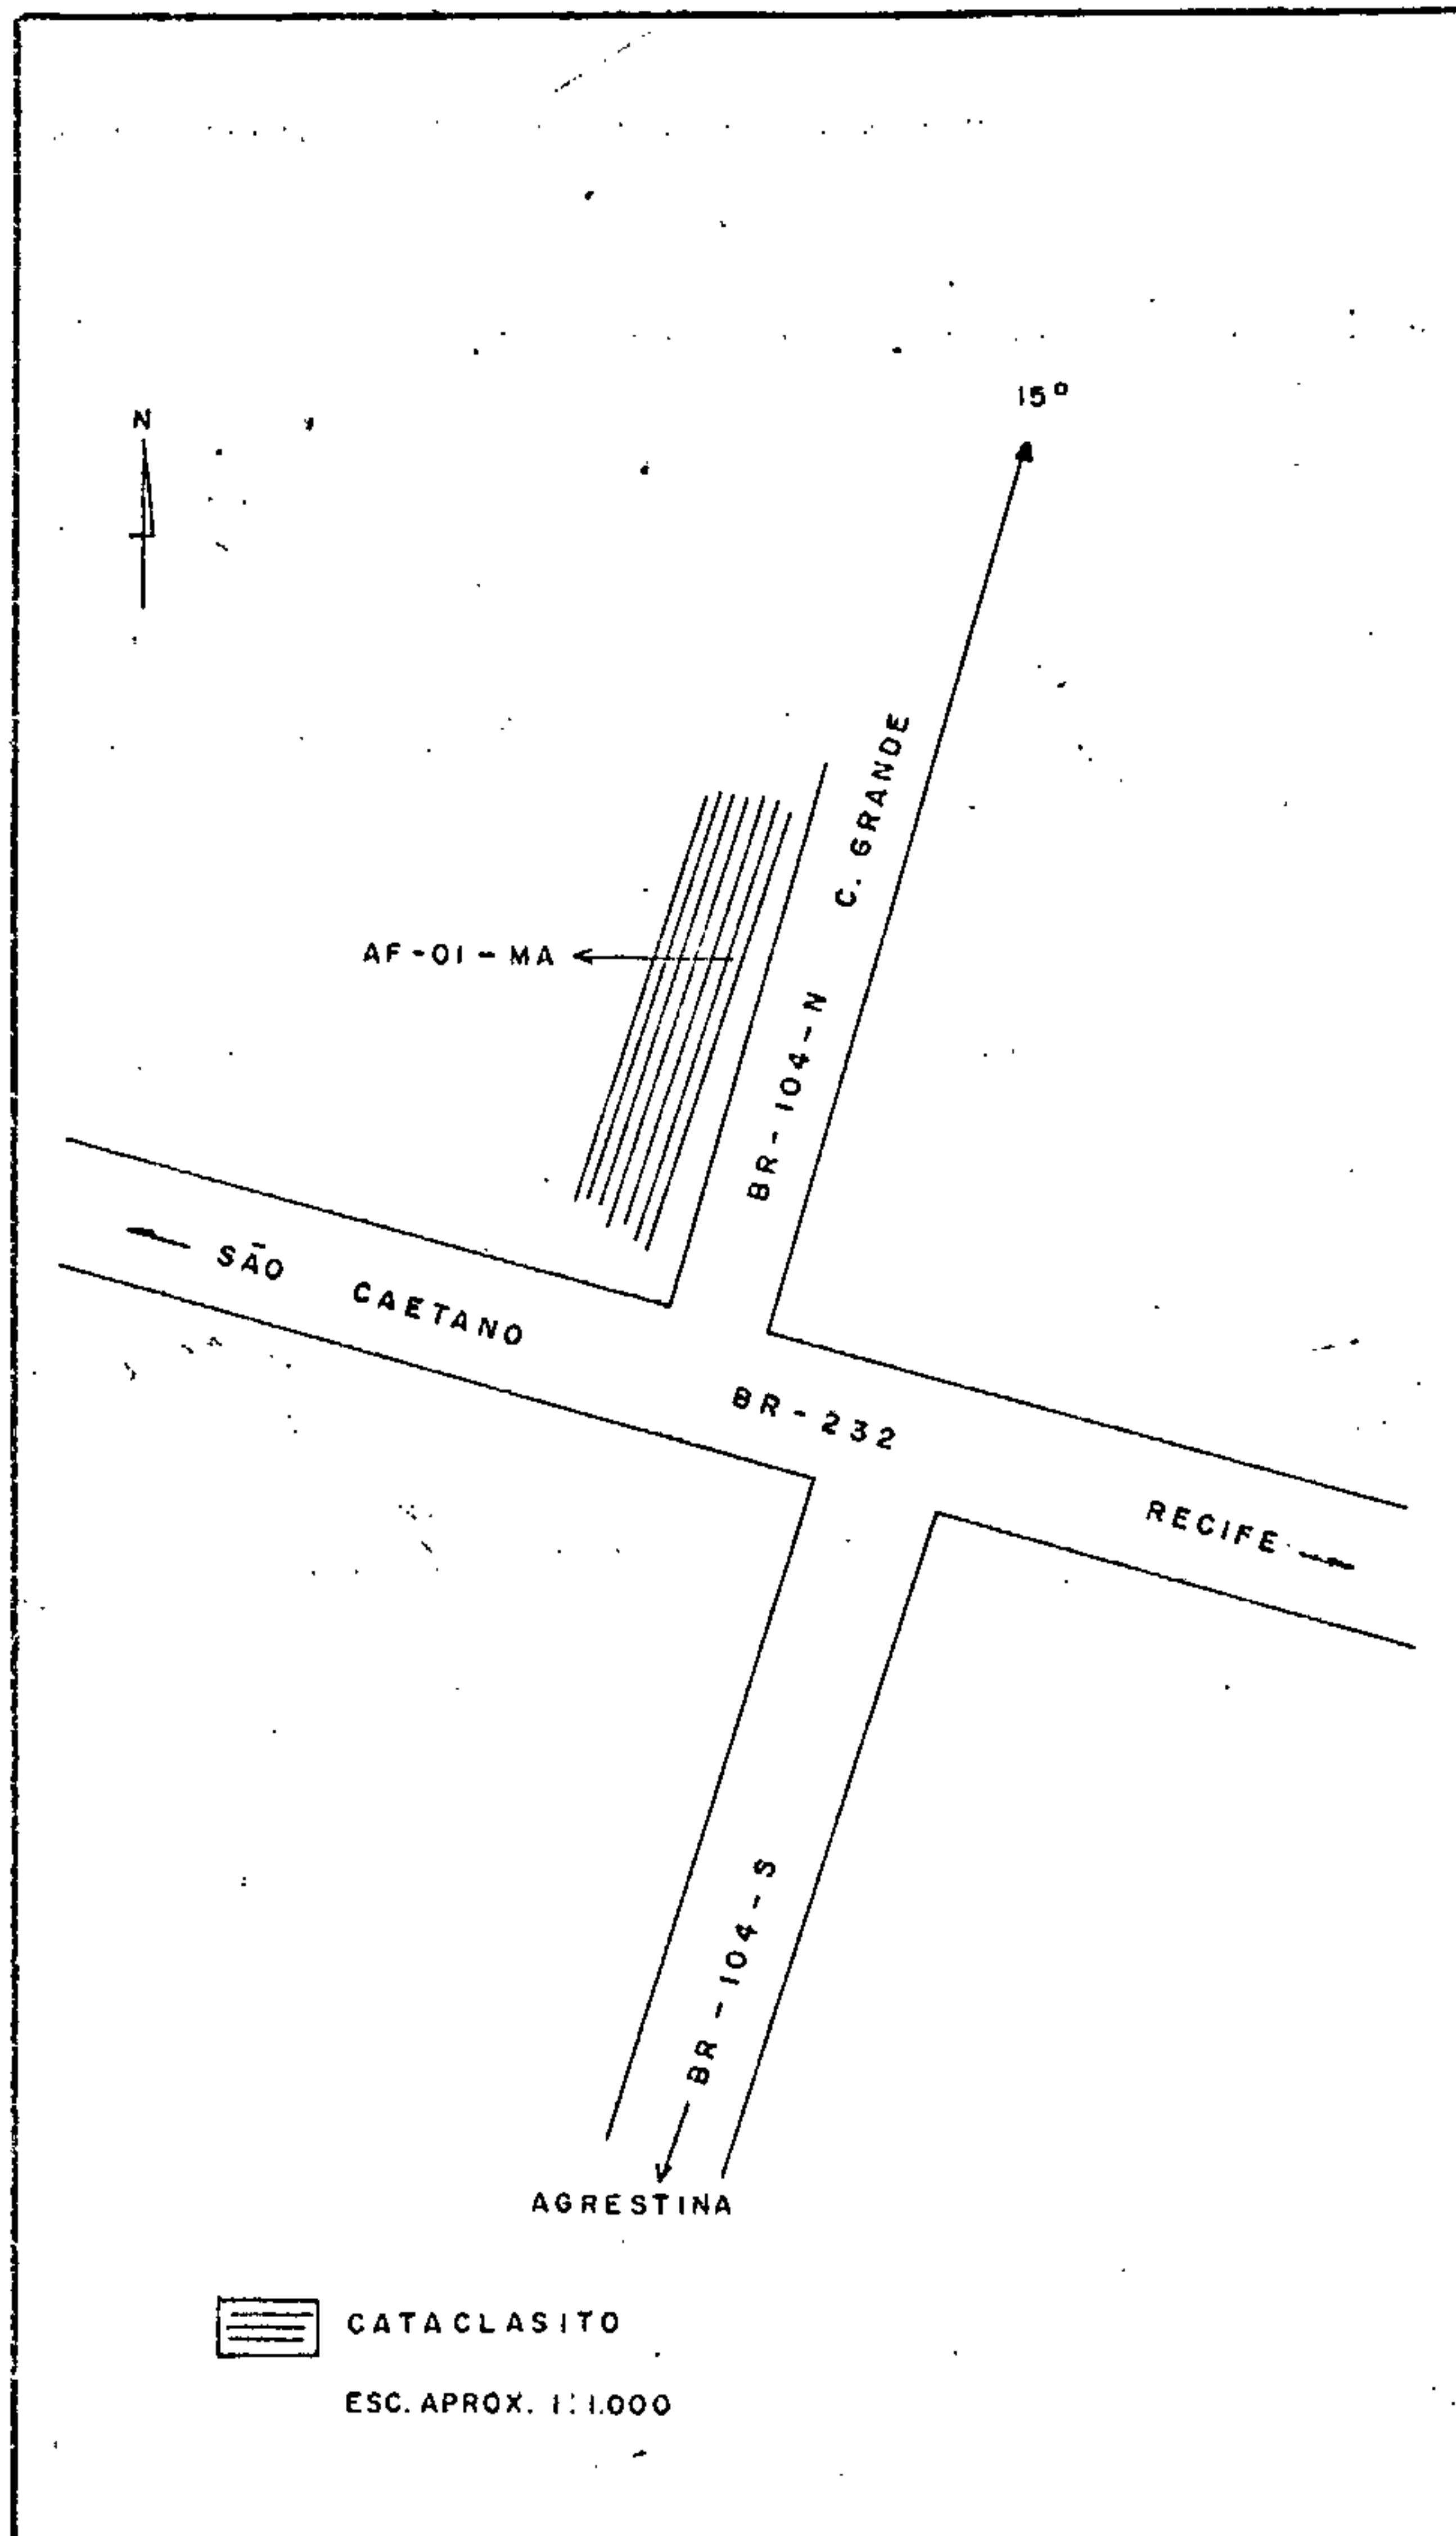 15°
N
C. GRANDE
AF-01-MA
BR-104-N
SÃO CAETANO
BR-232
RECIFE
BR-104-S
AGRESTINA
CATACLASITO
ESC. APROX. 1:1.000